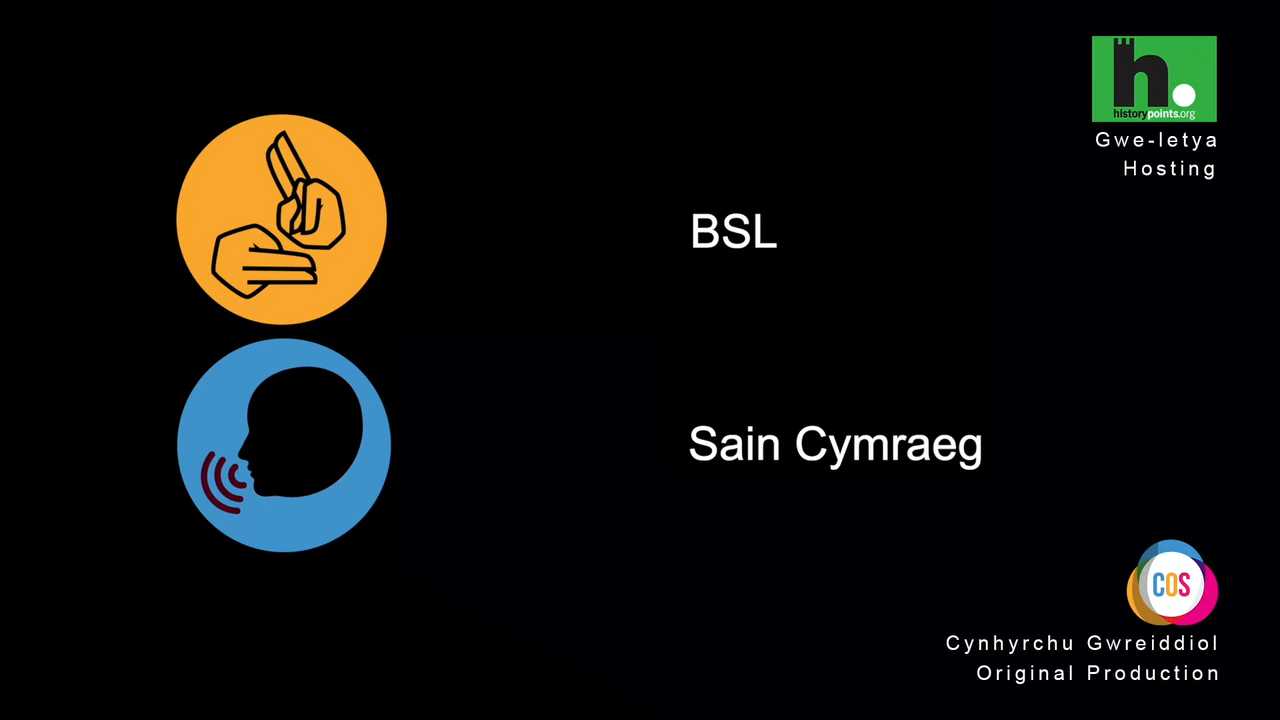 historypoints.org
Gwe-letya
Hosting
BSL
Sain Cymraeg
COS
Cynhyrchu Gwreiddiol
Original Production